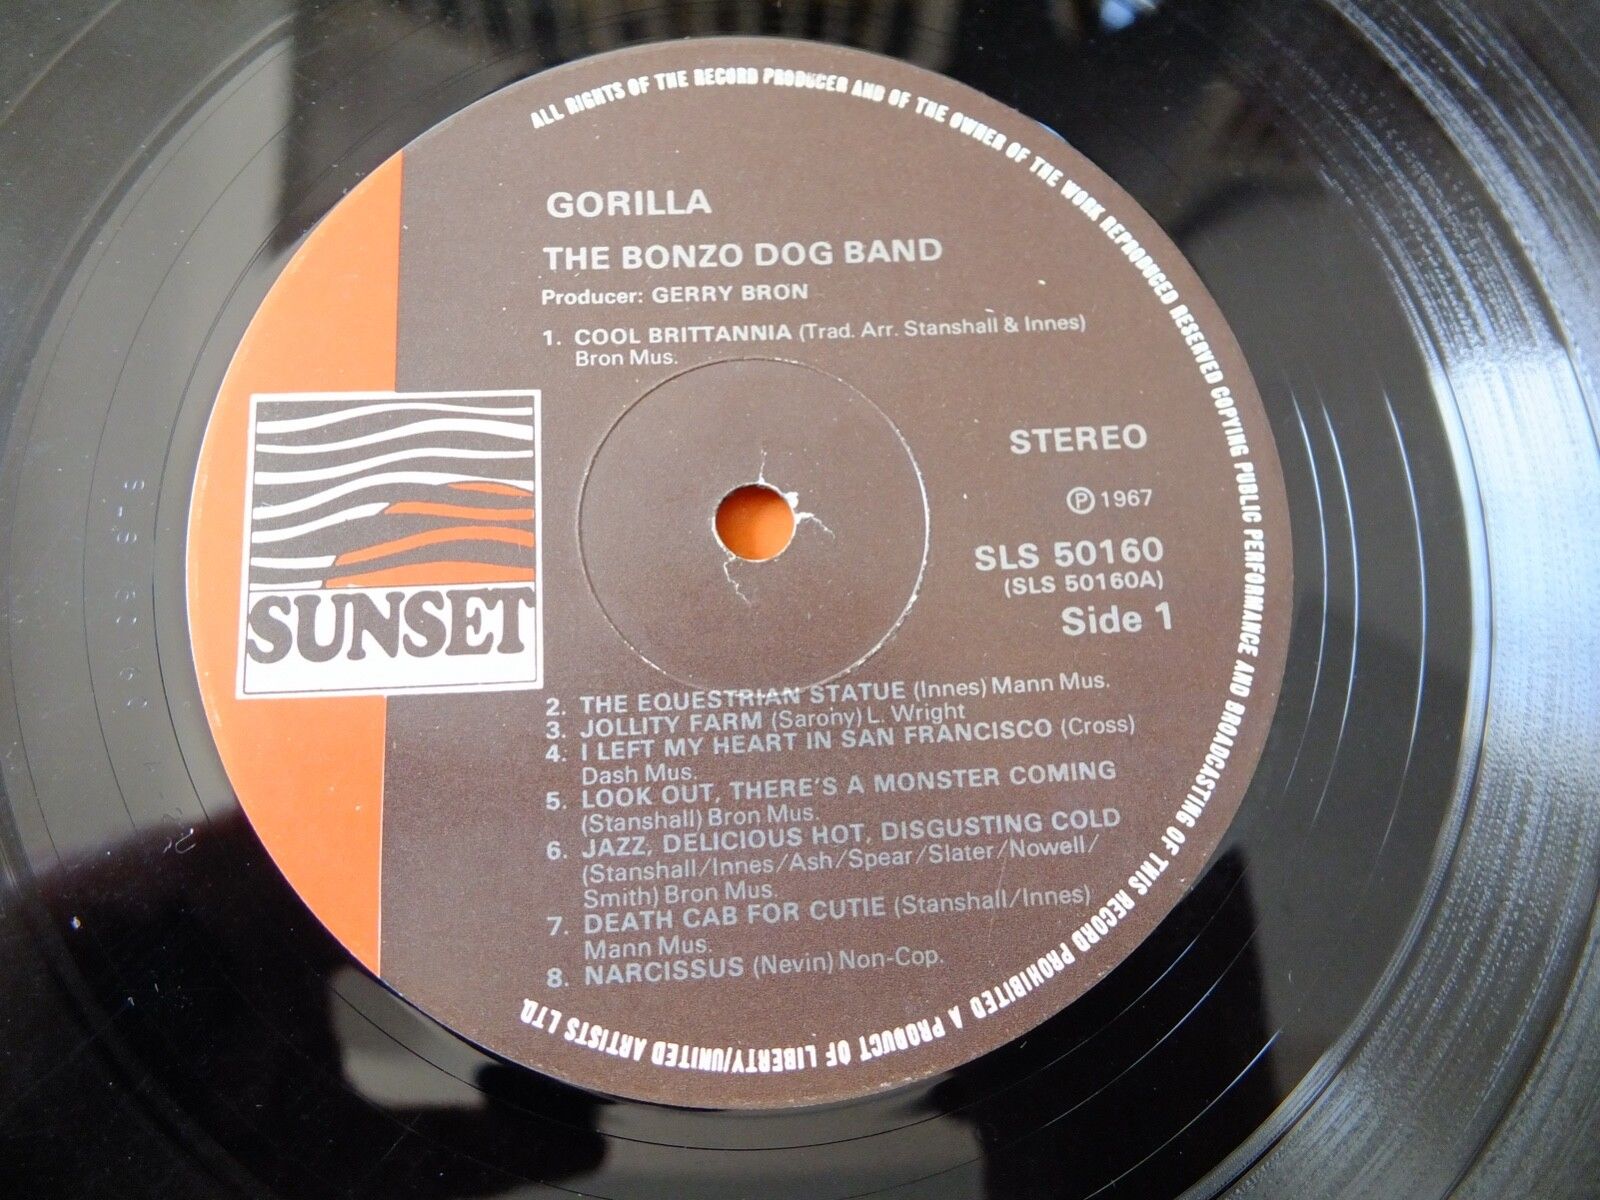 ALL RIGHTS OF THE RECORD PRODUCER AND OF THE OWNER OF THE WORK REPRODUCED RESERVED COPYING PUBLIC PERFORMANCE AND BROADCASTING OF THIS RECORD PROHIBITED A PRODUCT OF LIBERTY/UNITED ARTISTS LTD.
GORILLA
THE BONZO DOG BAND
Producer: GERRY BRON
1. COOL BRITTANNIA (Trad. Arr. Stanshall & Innes)
Bron Mus.
STEREO
Ⓟ 1967
SLS 50160
(SLS 50160A)
Side 1
SUNSET
2. THE EQUESTRIAN STATUE (Innes) Mann Mus.
3. JOLLITY FARM (Sarony) L. Wright
4. I LEFT MY HEART IN SAN FRANCISCO (Cross)
Dash Mus.
5. LOOK OUT, THERE'S A MONSTER COMING
(Stanshall) Bron Mus.
6. JAZZ, DELICIOUS HOT, DISGUSTING COLD
(Stanshall/Innes/Ash/Spear/Slater/Nowell/
Smith) Bron Mus.
7. DEATH CAB FOR CUTIE (Stanshall/Innes)
Mann Mus.
8. NARCISSUS (Nevin) Non-Cop.